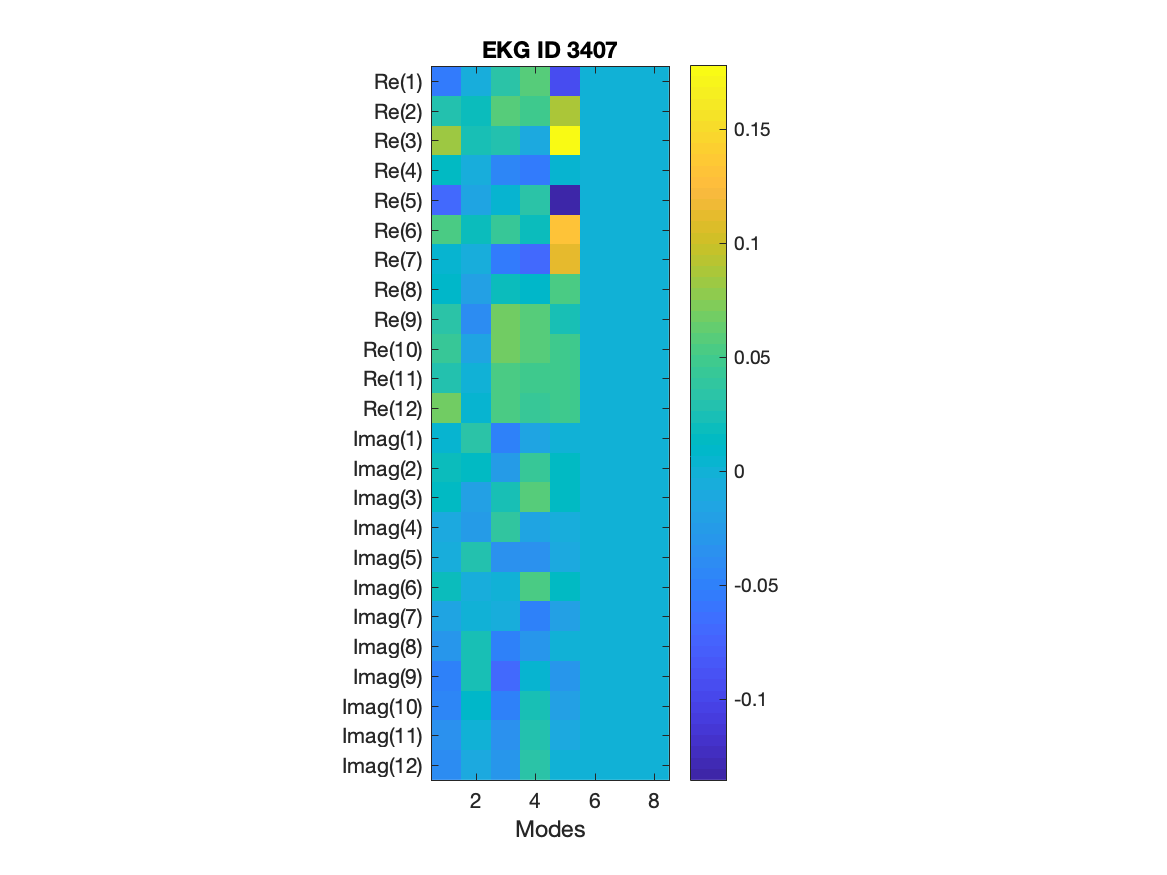 EKG ID 3407
Re(1)
Re(2)
Re(3)
Re(4)
Re(5)
Re(6)
Re(7)
Re(8)
Re(9)
Re(10)
Re(11)
Re(12)
Imag(1)
Imag(2)
Imag(3)
Imag(4)
Imag(5)
Imag(6)
Imag(7)
Imag(8)
Imag(9)
Imag(10)
Imag(11)
Imag(12)
2 4 6 8
Modes
0.15
0.1
0.05
0
-0.05
-0.1